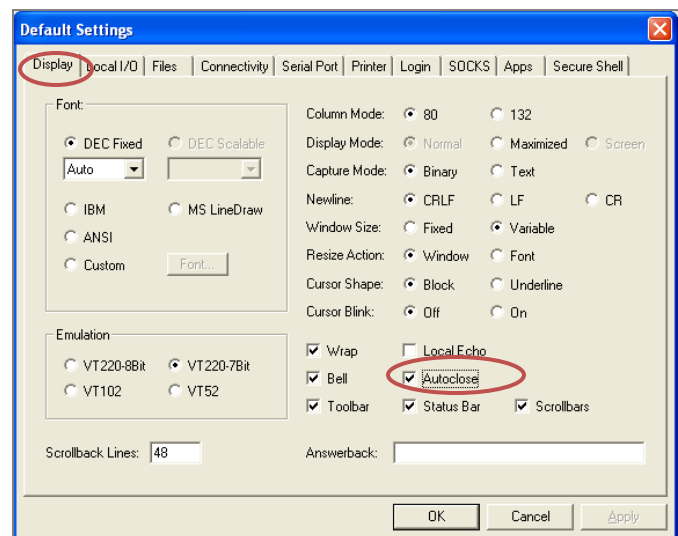 Default Settings
Display Local I/O Files Connectivity Serial Port Printer Login SOCKS Apps Secure Shell
Font:
DEC Fixed DEC Scalable
Auto
IBM MS LineDraw
ANSI
Custom Font...
Column Mode: 80 132
Display Mode: Normal Maximized Screen
Capture Mode: Binary Text
Newline: CRLF LF CR
Window Size: Fixed Variable
Resize Action: Window Font
Cursor Shape: Block Underline
Cursor Blink: Off On
Emulation
VT220-8Bit VT220-7Bit
VT102 VT52
Wrap Local Echo
Bell Autoclose
Toolbar Status Bar Scrollbars
Scrollback Lines: 48
Answerback:
OK Cancel Apply